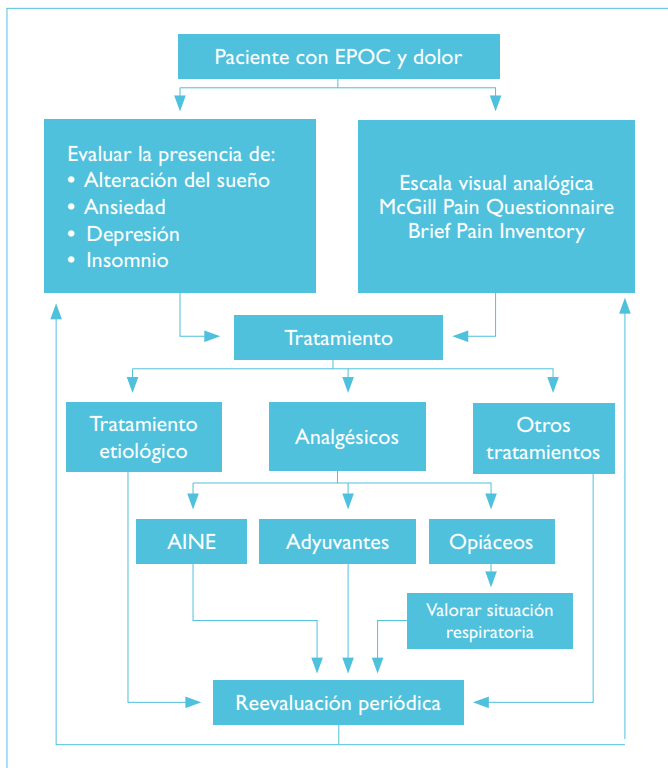 Paciente con EPOC y dolor
Evaluar la presencia de:
• Alteración del sueño
• Ansiedad
• Depresión
• Insomnio
Escala visual analógica
McGill Pain Questionnaire
Brief Pain Inventory
Tratamiento
Tratamiento
etiológico
Analgésicos
Otros
tratamientos
AINE
Adyuvantes
Opiáceos
Valorar situación
respiratoria
Reevaluación periódica